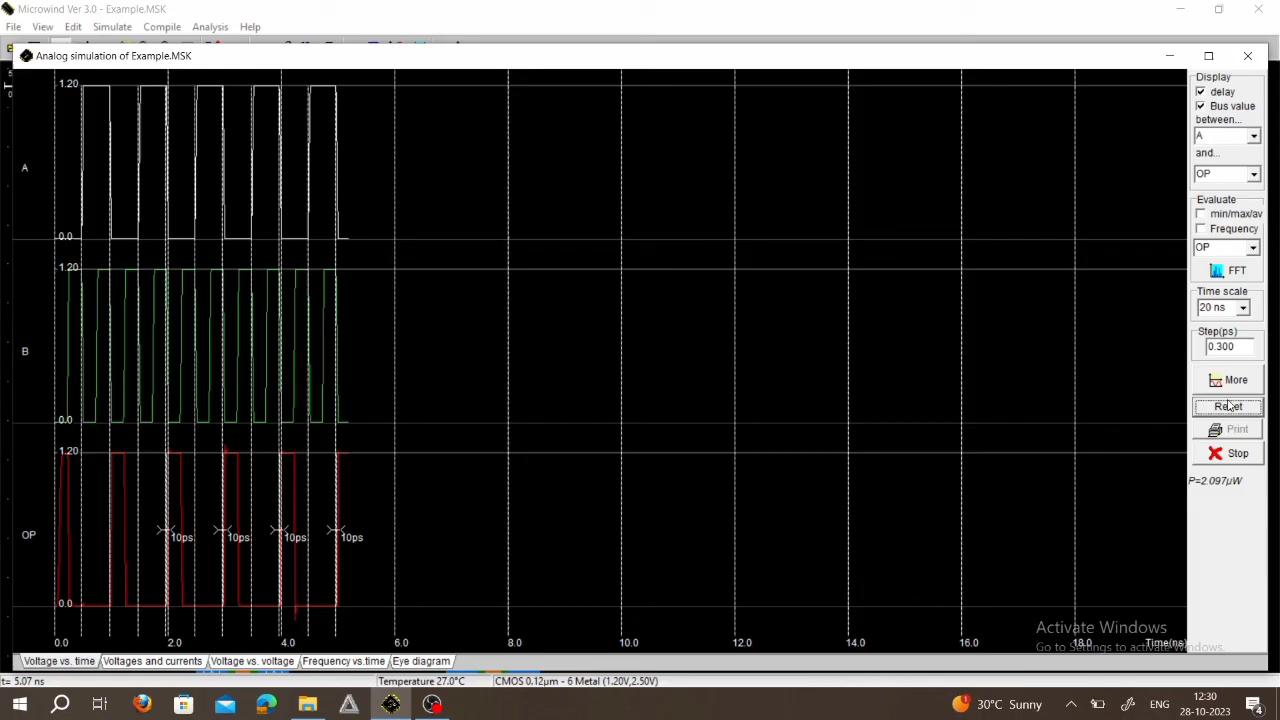 Microwind Ver 3.0 - Example.MSK
File View Edit Simulate Compile Analysis Help
Analog simulation of Example.MSK
1.20
A
0.0
1.20
B
0.0
1.20
OP
10ps 10ps 10ps 10ps
0.0
0.0 2.0 4.0 6.0 8.0 10.0 12.0 14.0 16.0 18.0 Time(ns)
Display
delay
Bus value
between...
A
and...
OP
Evaluate
min/max/av
Frequency
OP
FFT
Time scale
20 ns
Step(ps)
0.300
More
Reset
Print
Stop
P=2.097µW
Activate Windows
Go to Settings to activate Windows.
Voltage vs. time Voltages and currents Voltage vs. voltage Frequency vs.time Eye diagram
t= 5.07 ns Temperature 27.0°C CMOS 0.12µm - 6 Metal (1.20V,2.50V)
30°C Sunny ENG 12:30
28-10-2023 4